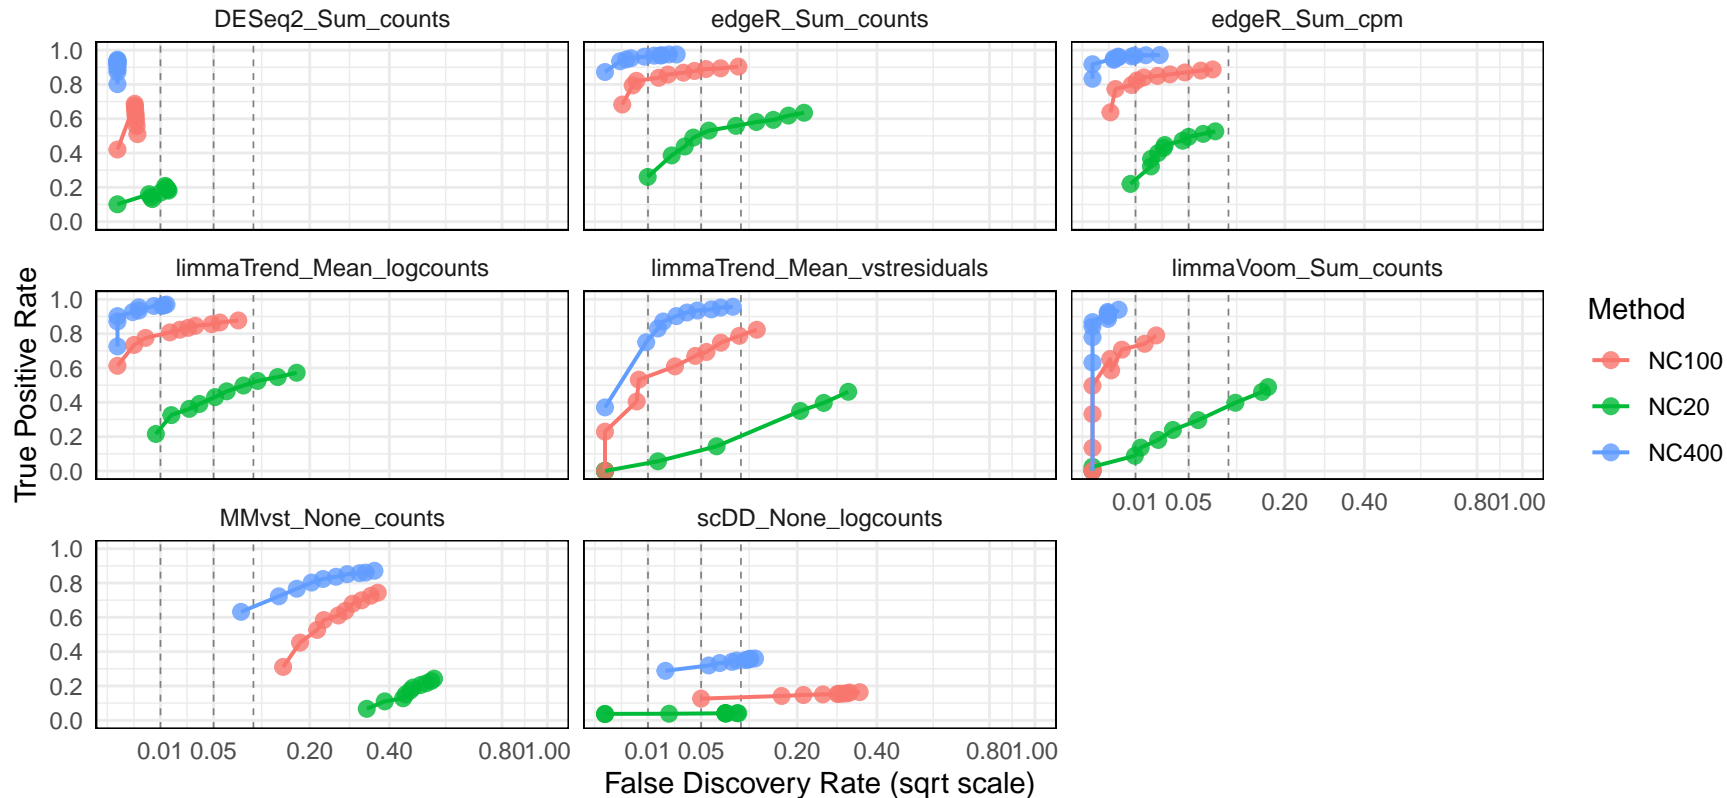 DESeq2_Sum_counts
edgeR_Sum_counts
edgeR_Sum_cpm
1.0
0.8
0.6
0.4
0.2
0.0
limmaTrend_Mean_logcounts
limmaTrend_Mean_vstresiduals
limmaVoom_Sum_counts
1.0
0.8
0.6
0.4
0.2
0.0
0.01 0.05 0.20 0.40 0.801.00
MMvst_None_counts
scDD_None_logcounts
1.0
0.8
0.6
0.4
0.2
0.0
0.01 0.05 0.20 0.40 0.801.00
0.01 0.05 0.20 0.40 0.801.00
True Positive Rate
False Discovery Rate (sqrt scale)
Method
NC100
NC20
NC400